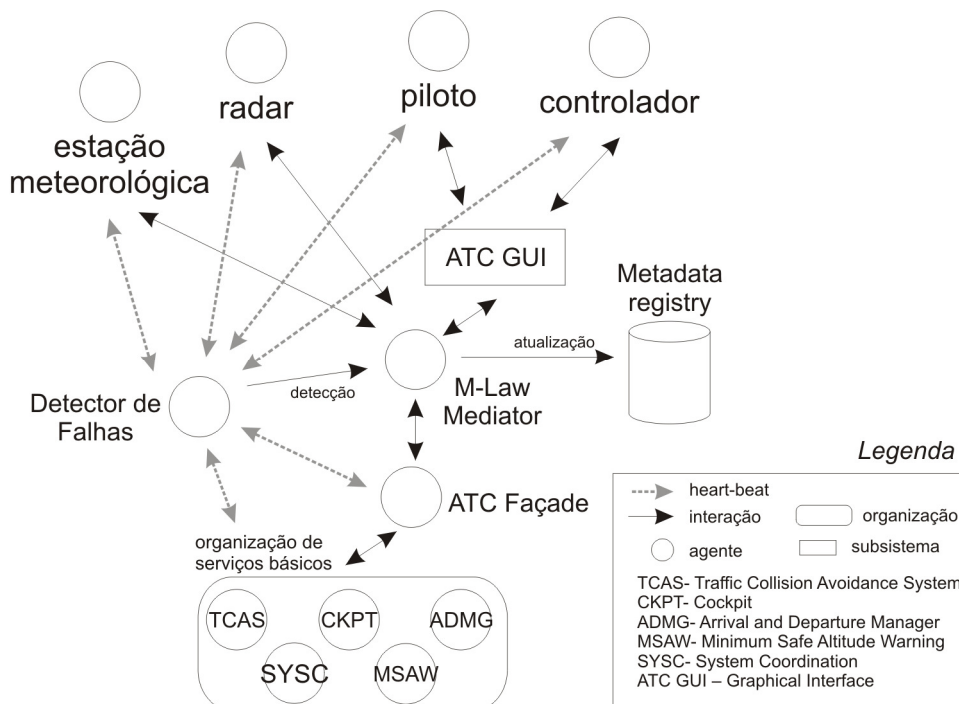 estação
meteorológica
radar
piloto
controlador
ATC GUI
Metadata
registry
atualização
detecção
M-Law
Mediator
Detector de
Falhas
ATC Façade
organização de
serviços básicos
TCAS
CKPT
ADMG
SYSC
MSAW
Legenda
heart-beat
interação
organização
agente
subsistema
TCAS- Traffic Collision Avoidance System
CKPT- Cockpit
ADMG- Arrival and Departure Manager
MSAW- Minimum Safe Altitude Warning
SYSC- System Coordination
ATC GUI – Graphical Interface